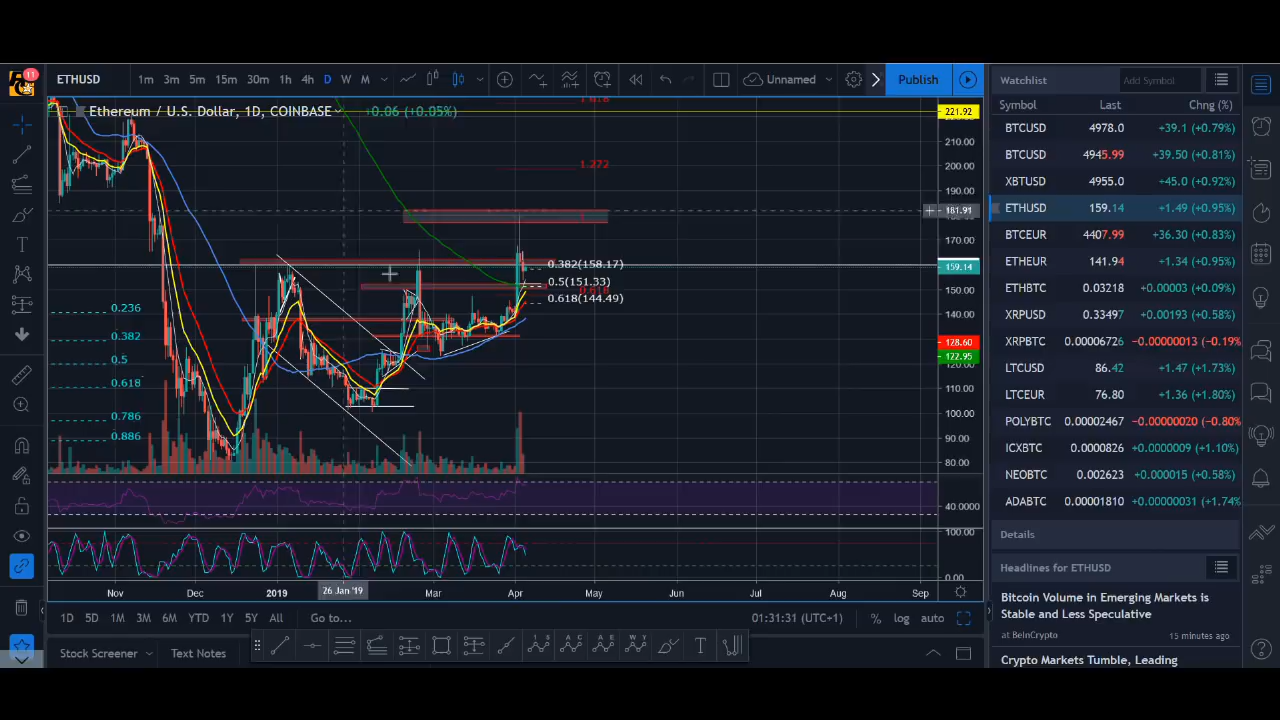 11
ETHUSD
1m 3m 5m 15m 30m 1h 4h D W M
Unnamed
Publish
Ethereum / U.S. Dollar, 1D, COINBASE
+0.06 (+0.05%)
1.618
1.272
1
0.382(158.17)
0.5(151.33)
0.618
0.618(144.49)
0.236
0.382
0.5
0.618
0.786
0.886
221.92
210.00
200.00
190.00
181.91
170.00
159.14
150.00
140.00
128.60
122.95
120.00
110.00
100.00
90.00
80.00
40.0000
100.00
0.00
Nov Dec 2019 26 Jan '19 Mar Apr May Jun Jul Aug Sep
1D 5D 1M 3M 6M YTD 1Y 5Y All Go to...
01:31:31 (UTC+1) % log auto
Stock Screener Text Notes
Watchlist Add Symbol
Symbol Last Chng (%)
BTCUSD 4978.0 +39.1 (+0.79%)
BTCUSD 4945.99 +39.50 (+0.81%)
XBTUSD 4955.0 +45.0 (+0.92%)
ETHUSD 159.14 +1.49 (+0.95%)
BTCEUR 4407.99 +36.30 (+0.83%)
ETHEUR 141.94 +1.34 (+0.95%)
ETHBTC 0.03218 +0.00003 (+0.09%)
XRPUSD 0.33497 +0.00193 (+0.58%)
XRPBTC 0.00006726 −0.00000013 (−0.19%)
LTCUSD 86.42 +1.47 (+1.73%)
LTCEUR 76.80 +1.36 (+1.80%)
POLYBTC 0.00002467 −0.00000020 (−0.80%)
ICXBTC 0.0000826 +0.0000009 (+1.10%)
NEOBTC 0.002623 +0.000015 (+0.58%)
ADABTC 0.00001810 +0.00000031 (+1.74%
Details
Headlines for ETHUSD
Bitcoin Volume in Emerging Markets is
Stable and Less Speculative
at BeInCrypto 15 minutes ago
Crypto Markets Tumble, Leading